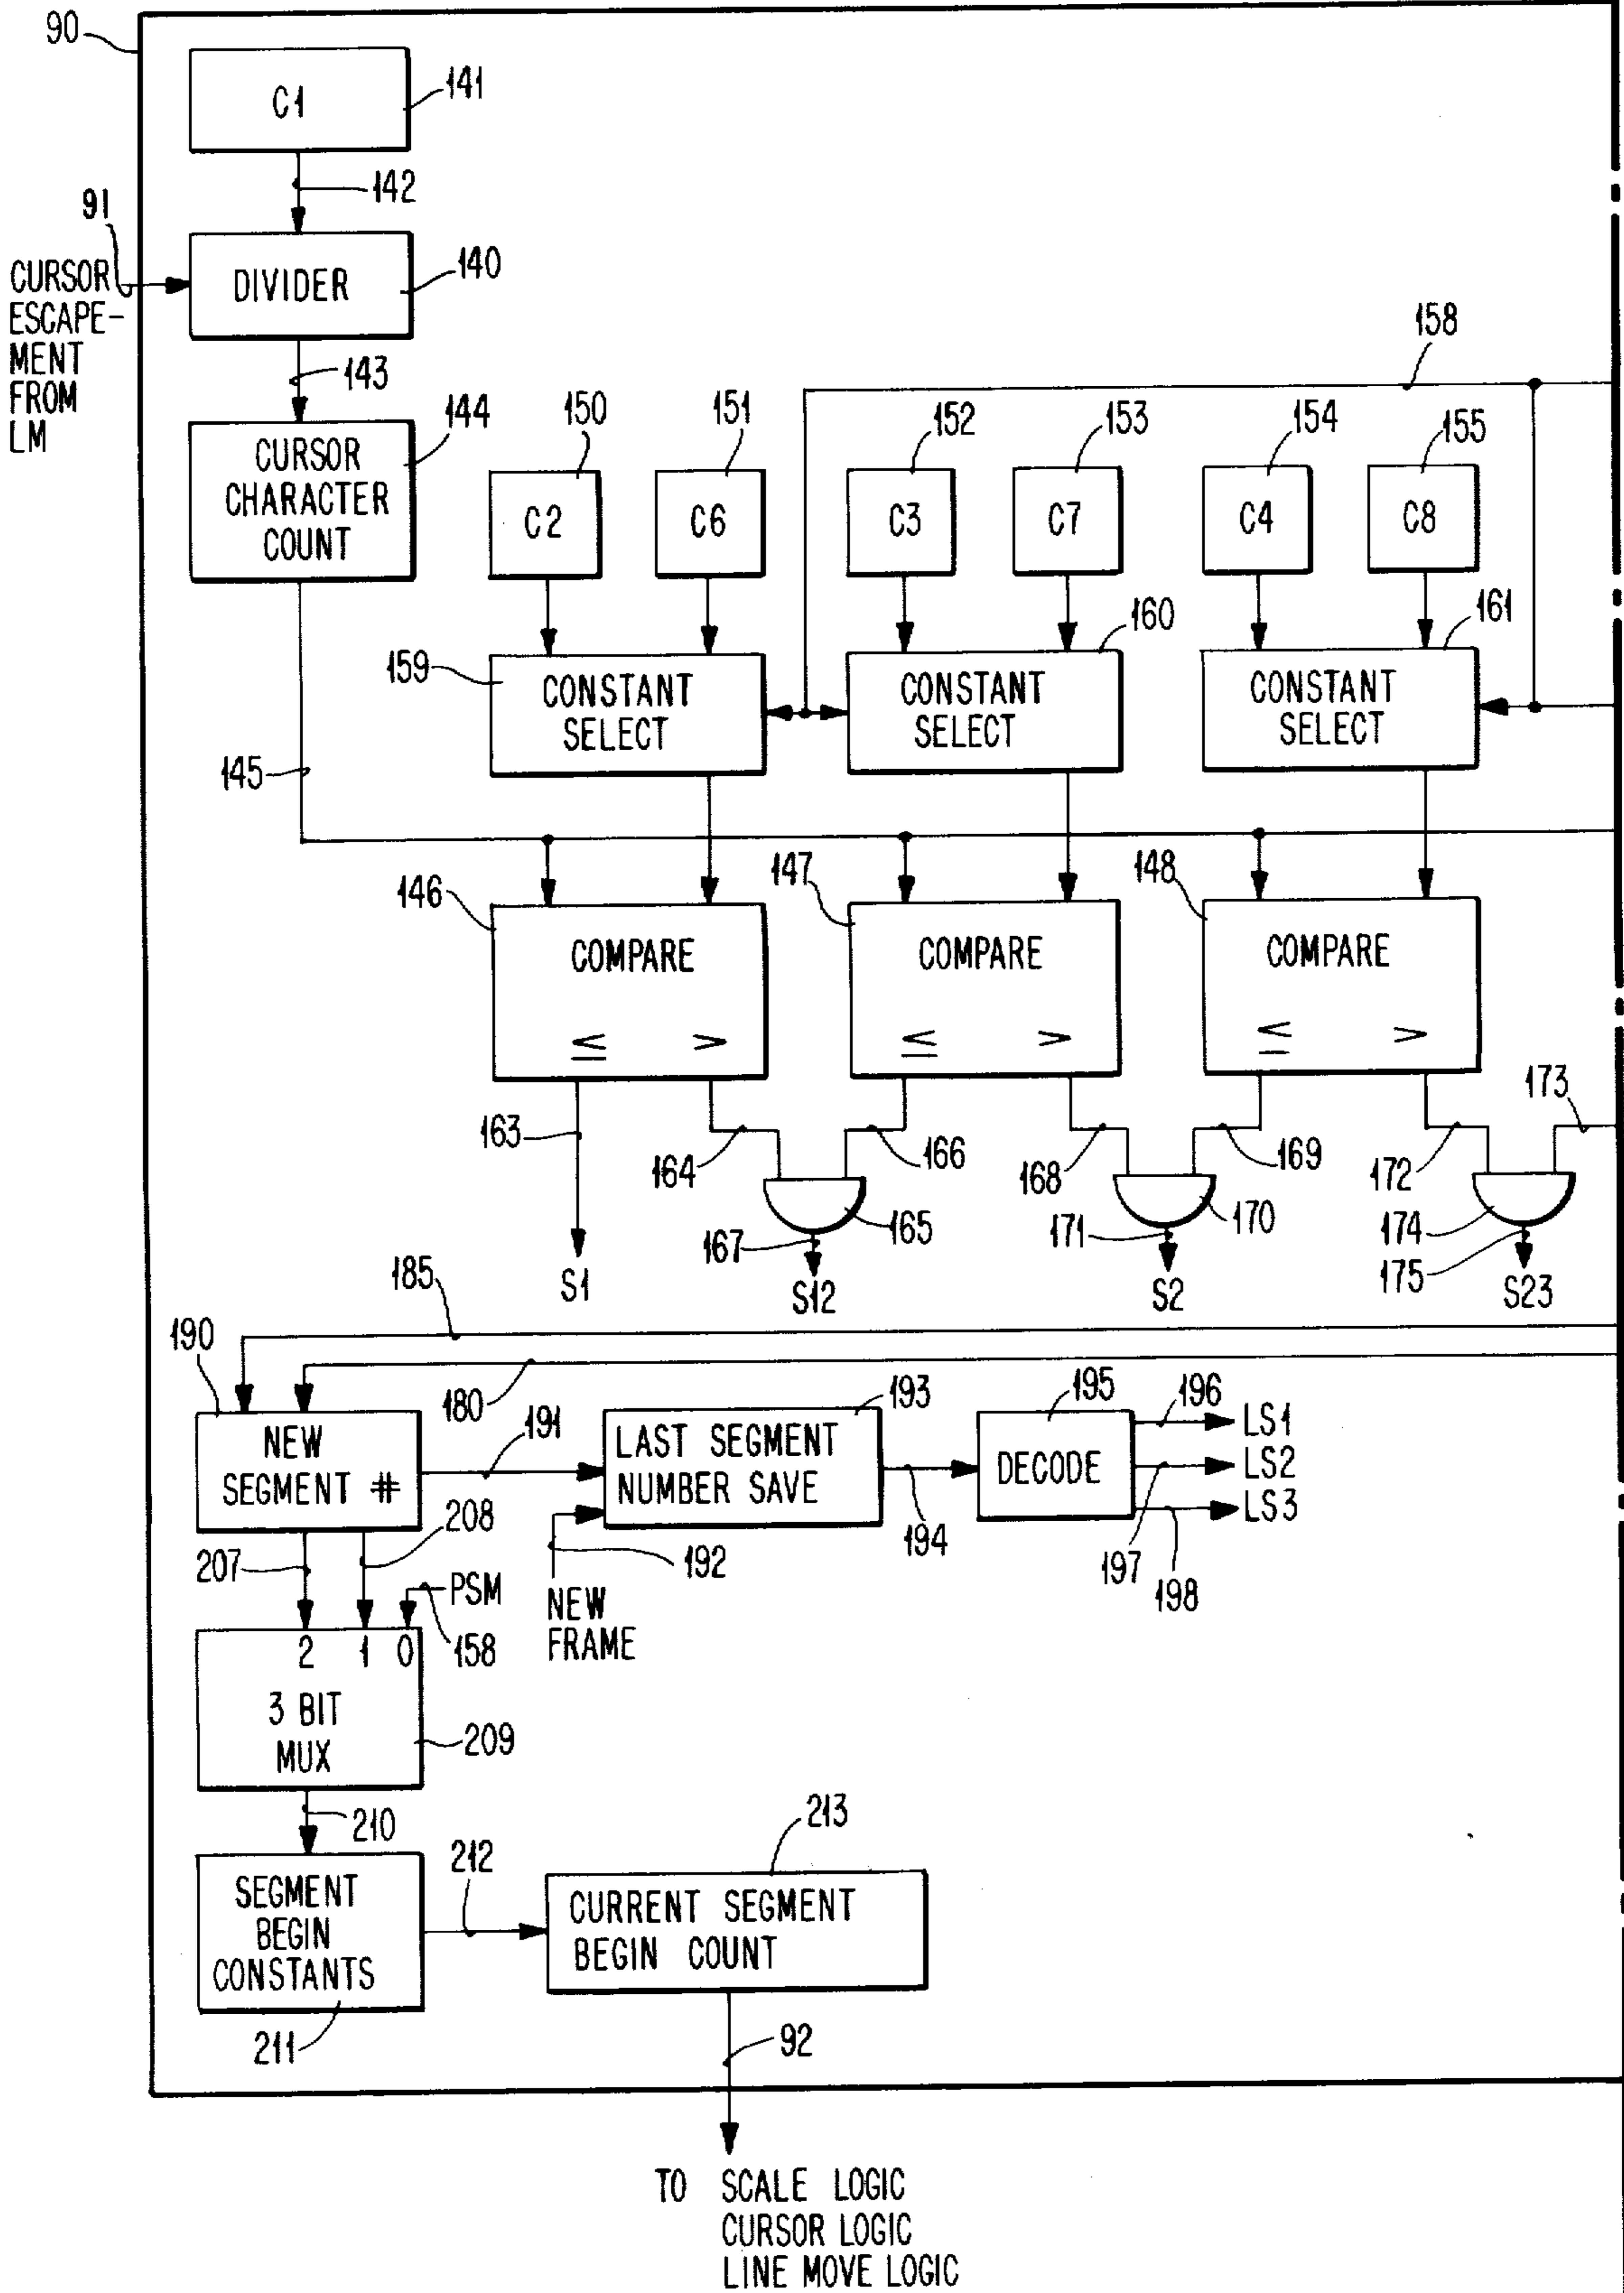 90
C1
141
142
91
CURSOR
ESCAPE-
MENT
FROM
LM
DIVIDER
140
143
144
CURSOR
CHARACTER
COUNT
158
150
151
152
153
154
155
C2
C6
C3
C7
C4
C8
159
160
161
CONSTANT
SELECT
CONSTANT
SELECT
CONSTANT
SELECT
145
146
147
148
COMPARE
COMPARE
COMPARE
≤ >
≤ >
≤ >
163
164
166
168
169
172
173
165
170
174
167
171
175
S1
S12
S2
S23
185
190
180
NEW
SEGMENT #
191
193
LAST SEGMENT
NUMBER SAVE
195
DECODE
196
LS1
LS2
LS3
194
197
198
192
NEW
FRAME
207
208
PSM
158
2 1 0
3 BIT
MUX
209
210
SEGMENT
BEGIN
CONSTANTS
211
212
213
CURRENT SEGMENT
BEGIN COUNT
92
TO SCALE LOGIC
CURSOR LOGIC
LINE MOVE LOGIC